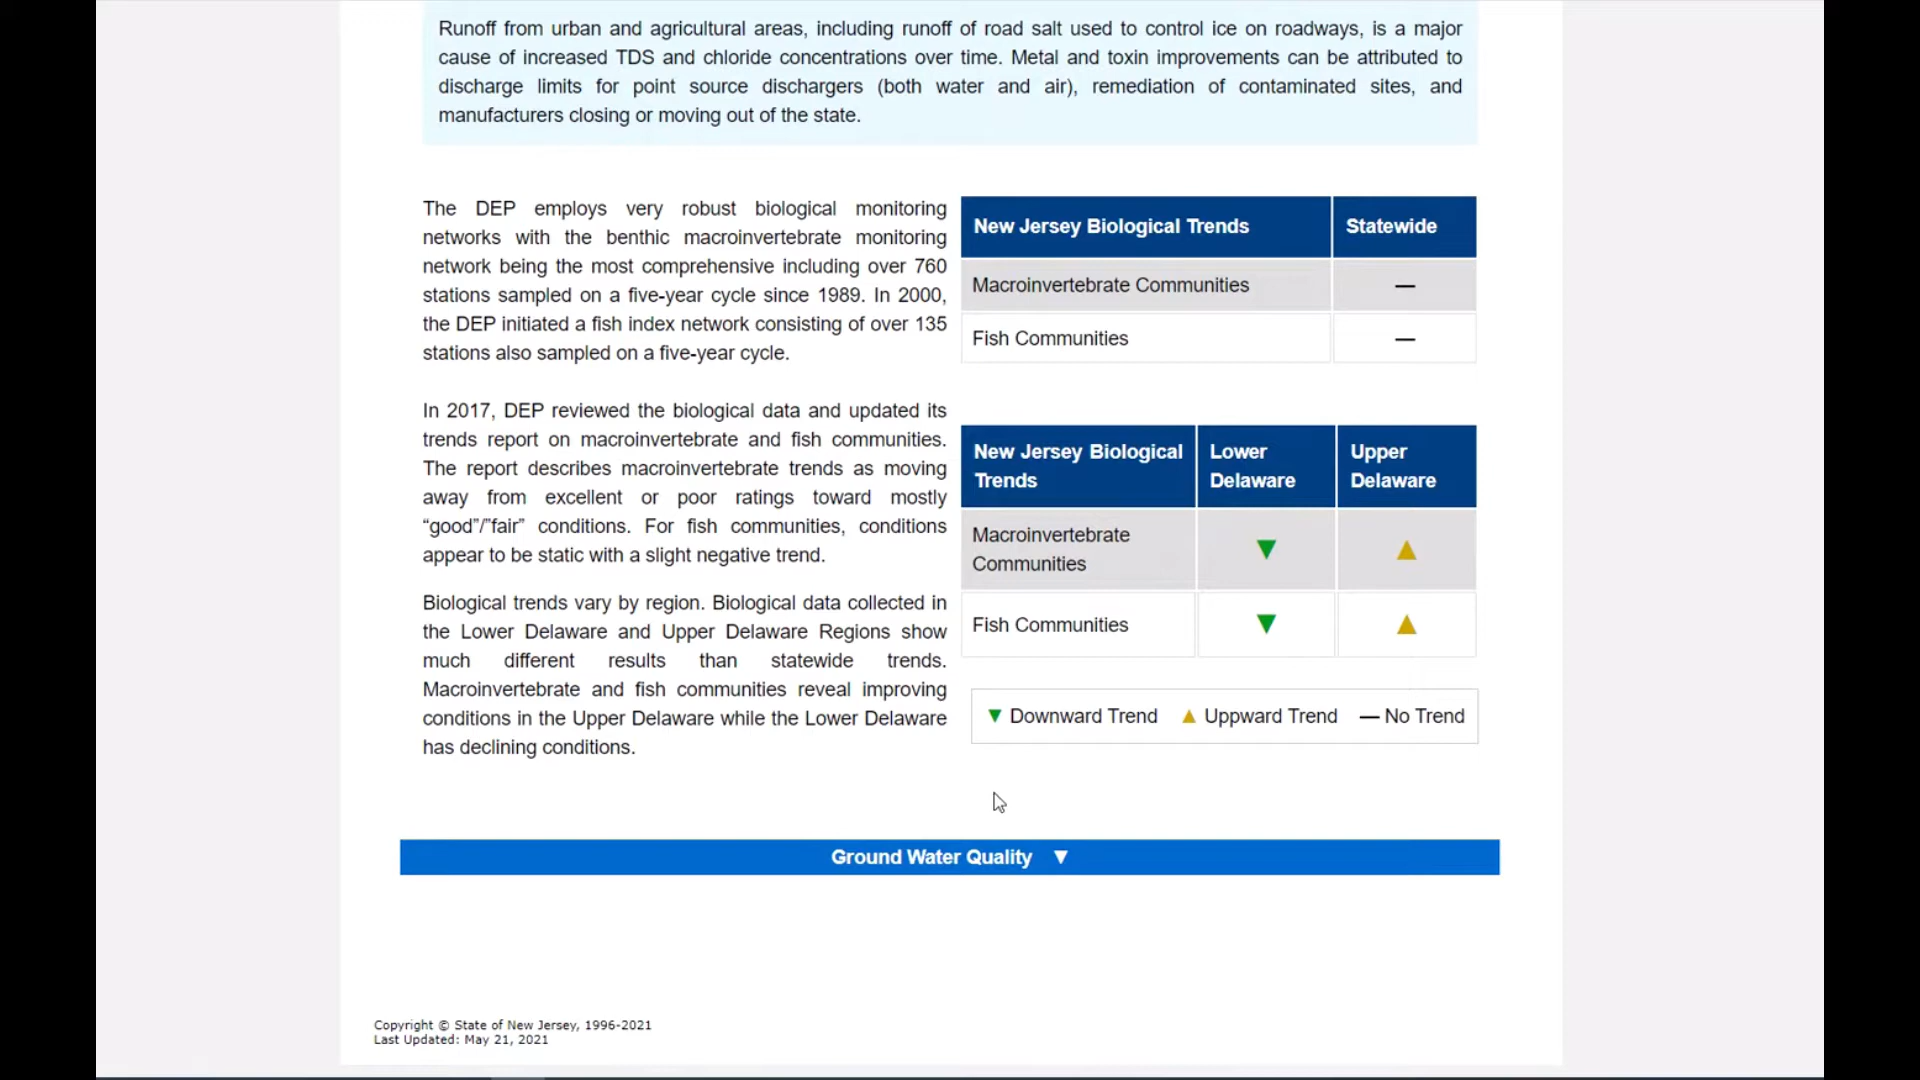 Runoff from urban and agricultural areas, including runoff of road salt used to control ice on roadways, is a major
cause of increased TDS and chloride concentrations over time. Metal and toxin improvements can be attributed to
discharge limits for point source dischargers (both water and air), remediation of contaminated sites, and
manufacturers closing or moving out of the state.
The DEP employs very robust biological monitoring
networks with the benthic macroinvertebrate monitoring
network being the most comprehensive including over 760
stations sampled on a five-year cycle since 1989. In 2000,
the DEP initiated a fish index network consisting of over 135
stations also sampled on a five-year cycle.
In 2017, DEP reviewed the biological data and updated its
trends report on macroinvertebrate and fish communities.
The report describes macroinvertebrate trends as moving
away from excellent or poor ratings toward mostly
“good”/”fair” conditions. For fish communities, conditions
appear to be static with a slight negative trend.
Biological trends vary by region. Biological data collected in
the Lower Delaware and Upper Delaware Regions show
much different results than statewide trends.
Macroinvertebrate and fish communities reveal improving
conditions in the Upper Delaware while the Lower Delaware
has declining conditions.
New Jersey Biological Trends Statewide
Macroinvertebrate Communities —
Fish Communities —
New Jersey Biological Trends Lower Delaware Upper Delaware
Macroinvertebrate Communities ▼ ▲
Fish Communities ▼ ▲
▼ Downward Trend ▲ Uppward Trend — No Trend
Ground Water Quality ▼
Copyright © State of New Jersey, 1996-2021
Last Updated: May 21, 2021